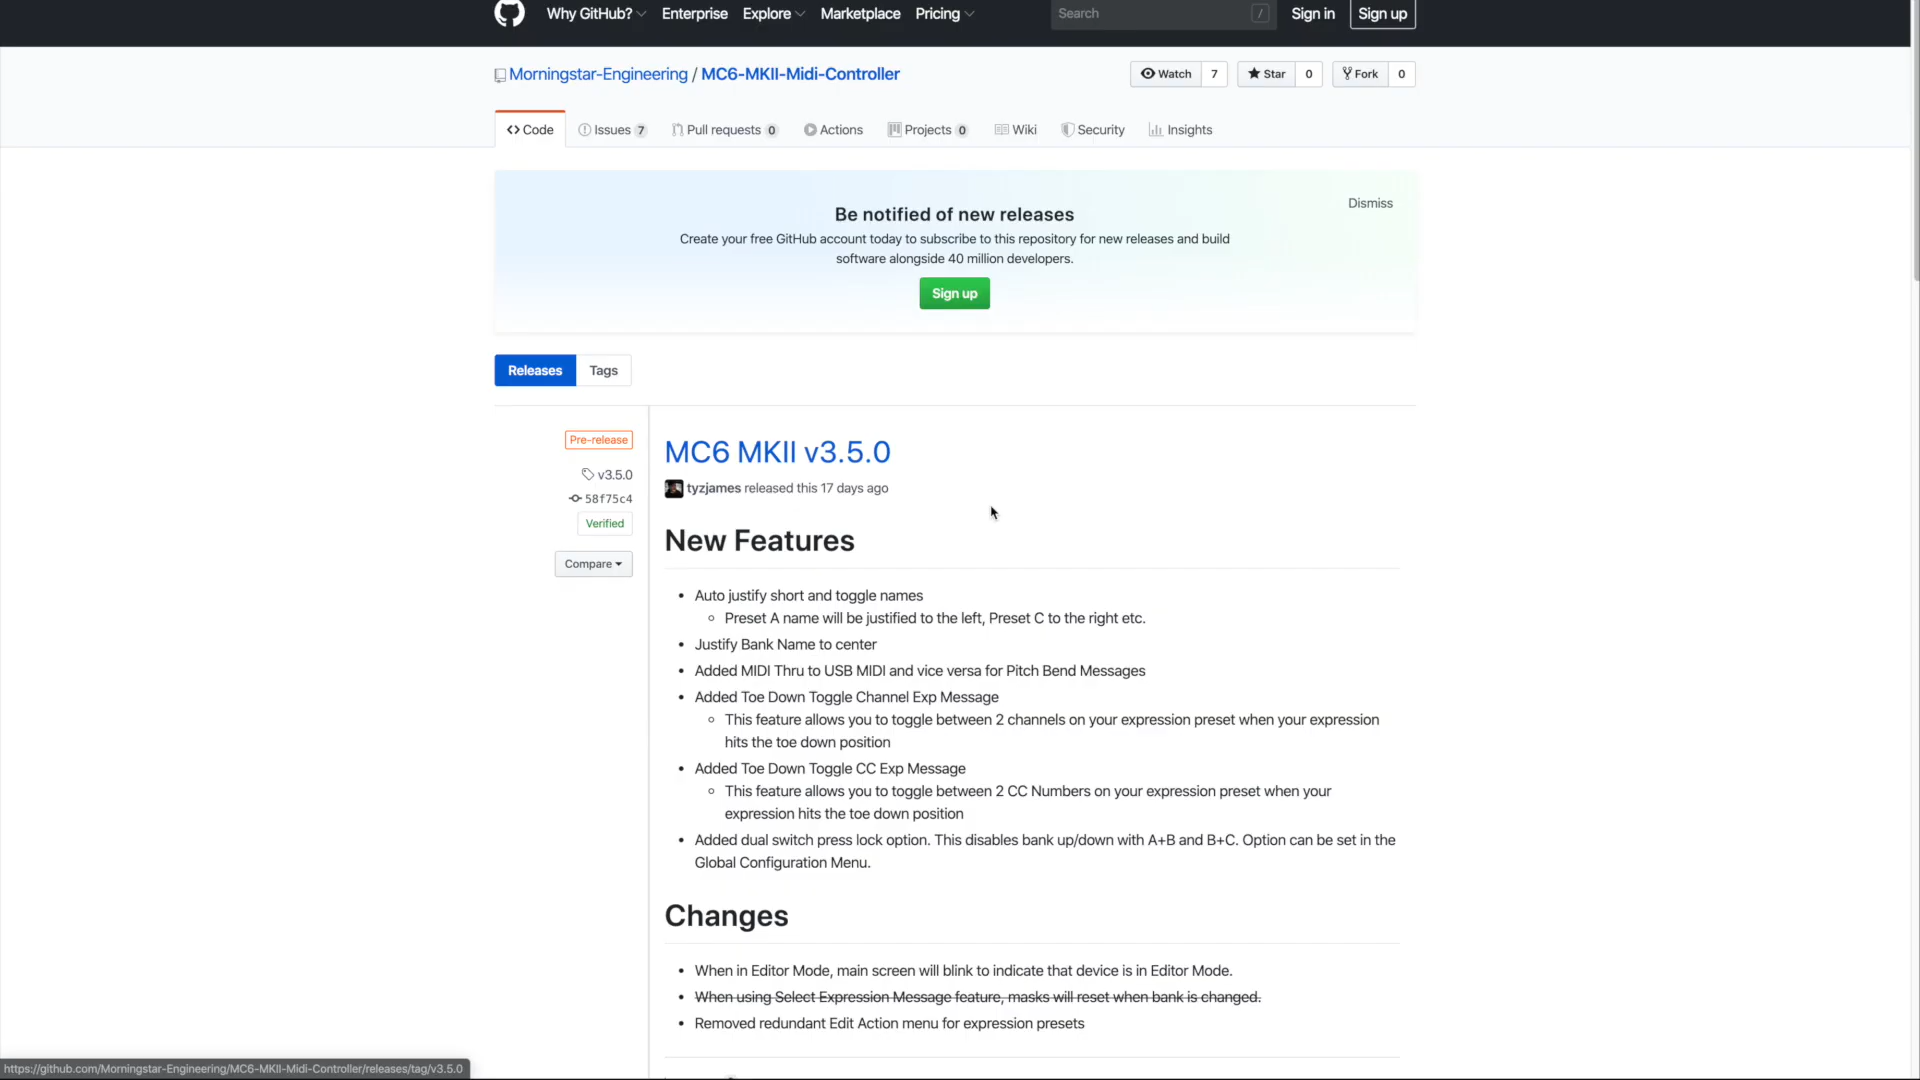 Why GitHub? Enterprise Explore Marketplace Pricing Search / Sign in Sign up
Morningstar-Engineering / MC6-MKII-Midi-Controller Watch 7 Star 0 Fork 0
Code Issues 7 Pull requests 0 Actions Projects 0 Wiki Security Insights
Dismiss
Be notified of new releases
Create your free GitHub account today to subscribe to this repository for new releases and build
software alongside 40 million developers.
Sign up
Releases Tags
Pre-release
v3.5.0
58f75c4
Verified
Compare
MC6 MKII v3.5.0
tyzjames released this 17 days ago
New Features
Auto justify short and toggle names
Preset A name will be justified to the left, Preset C to the right etc.
Justify Bank Name to center
Added MIDI Thru to USB MIDI and vice versa for Pitch Bend Messages
Added Toe Down Toggle Channel Exp Message
This feature allows you to toggle between 2 channels on your expression preset when your expression
hits the toe down position
Added Toe Down Toggle CC Exp Message
This feature allows you to toggle between 2 CC Numbers on your expression preset when your
expression hits the toe down position
Added dual switch press lock option. This disables bank up/down with A+B and B+C. Option can be set in the
Global Configuration Menu.
Changes
When in Editor Mode, main screen will blink to indicate that device is in Editor Mode.
When using Select Expression Message feature, masks will reset when bank is changed.
Removed redundant Edit Action menu for expression presets
https://github.com/Morningstar-Engineering/MC6-MKII-Midi-Controller/releases/tag/v3.5.0